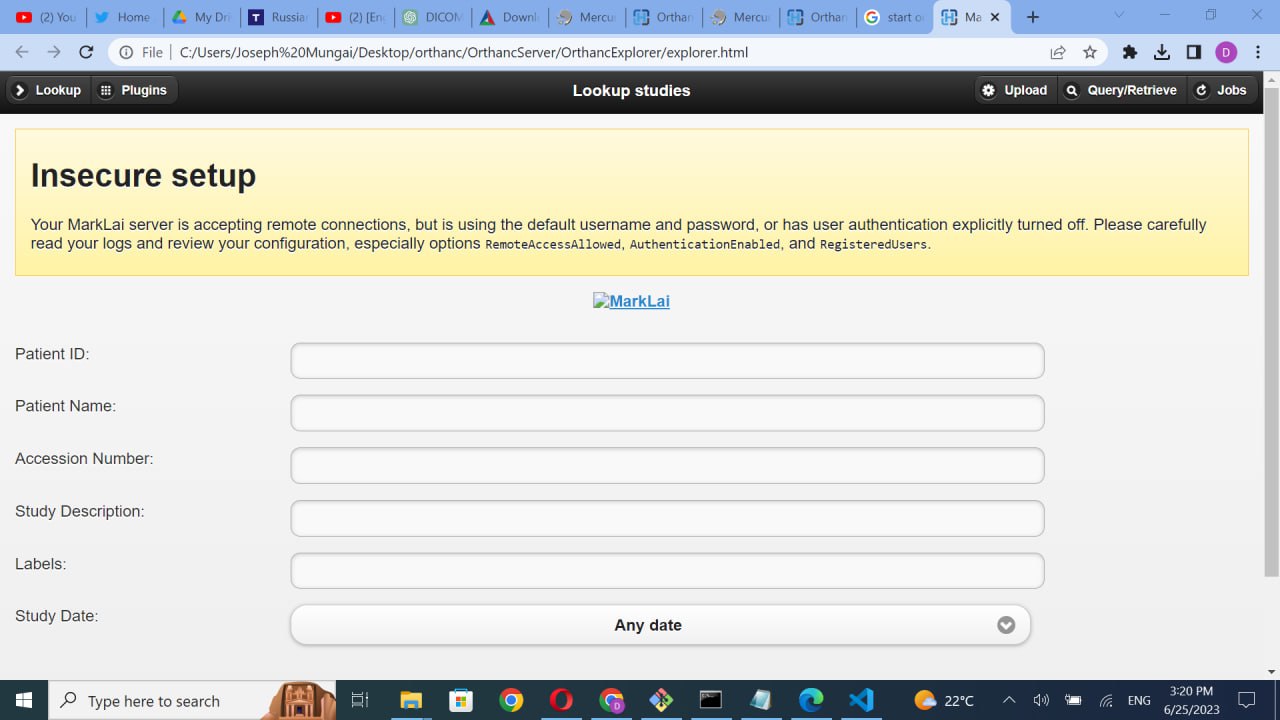 (2) You
Home
My Dri
Russian
(2) [En
DICOM
Downl
Mercu
Orthan
Mercu
Orthan
start o
Ma
File
C:/Users/Joseph%20Mungai/Desktop/orthanc/OrthancServer/OrthancExplorer/explorer.html
D
Lookup
Plugins
Lookup studies
Upload
Query/Retrieve
Jobs
Insecure setup
Your MarkLai server is accepting remote connections, but is using the default username and password, or has user authentication explicitly turned off. Please carefully
read your logs and review your configuration, especially options RemoteAccessAllowed, AuthenticationEnabled, and RegisteredUsers.
MarkLai
Patient ID:
Patient Name:
Accession Number:
Study Description:
Labels:
Study Date:
Any date
Type here to search
22°C
ENG
3:20 PM
6/25/2023